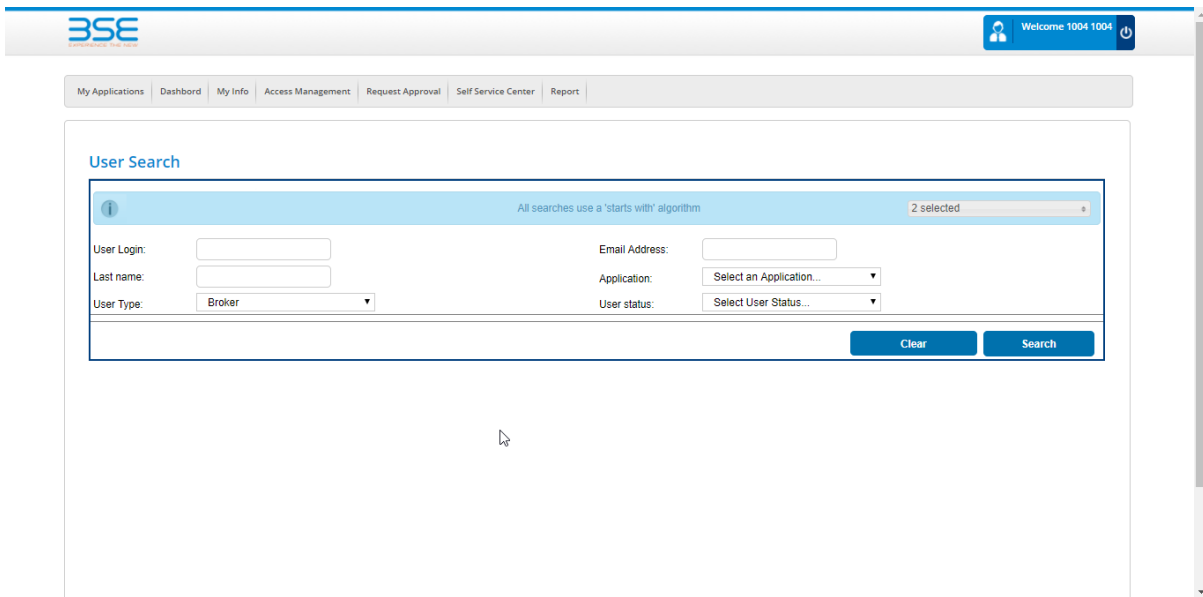 BSE
EXPERIENCE THE NEW
Welcome 1004 1004
My Applications Dashbord My Info Access Management Request Approval Self Service Center Report
User Search
All searches use a 'starts with' algorithm 2 selected
User Login: Email Address:
Last name: Application: Select an Application...
User Type: Broker User status: Select User Status...
Clear Search